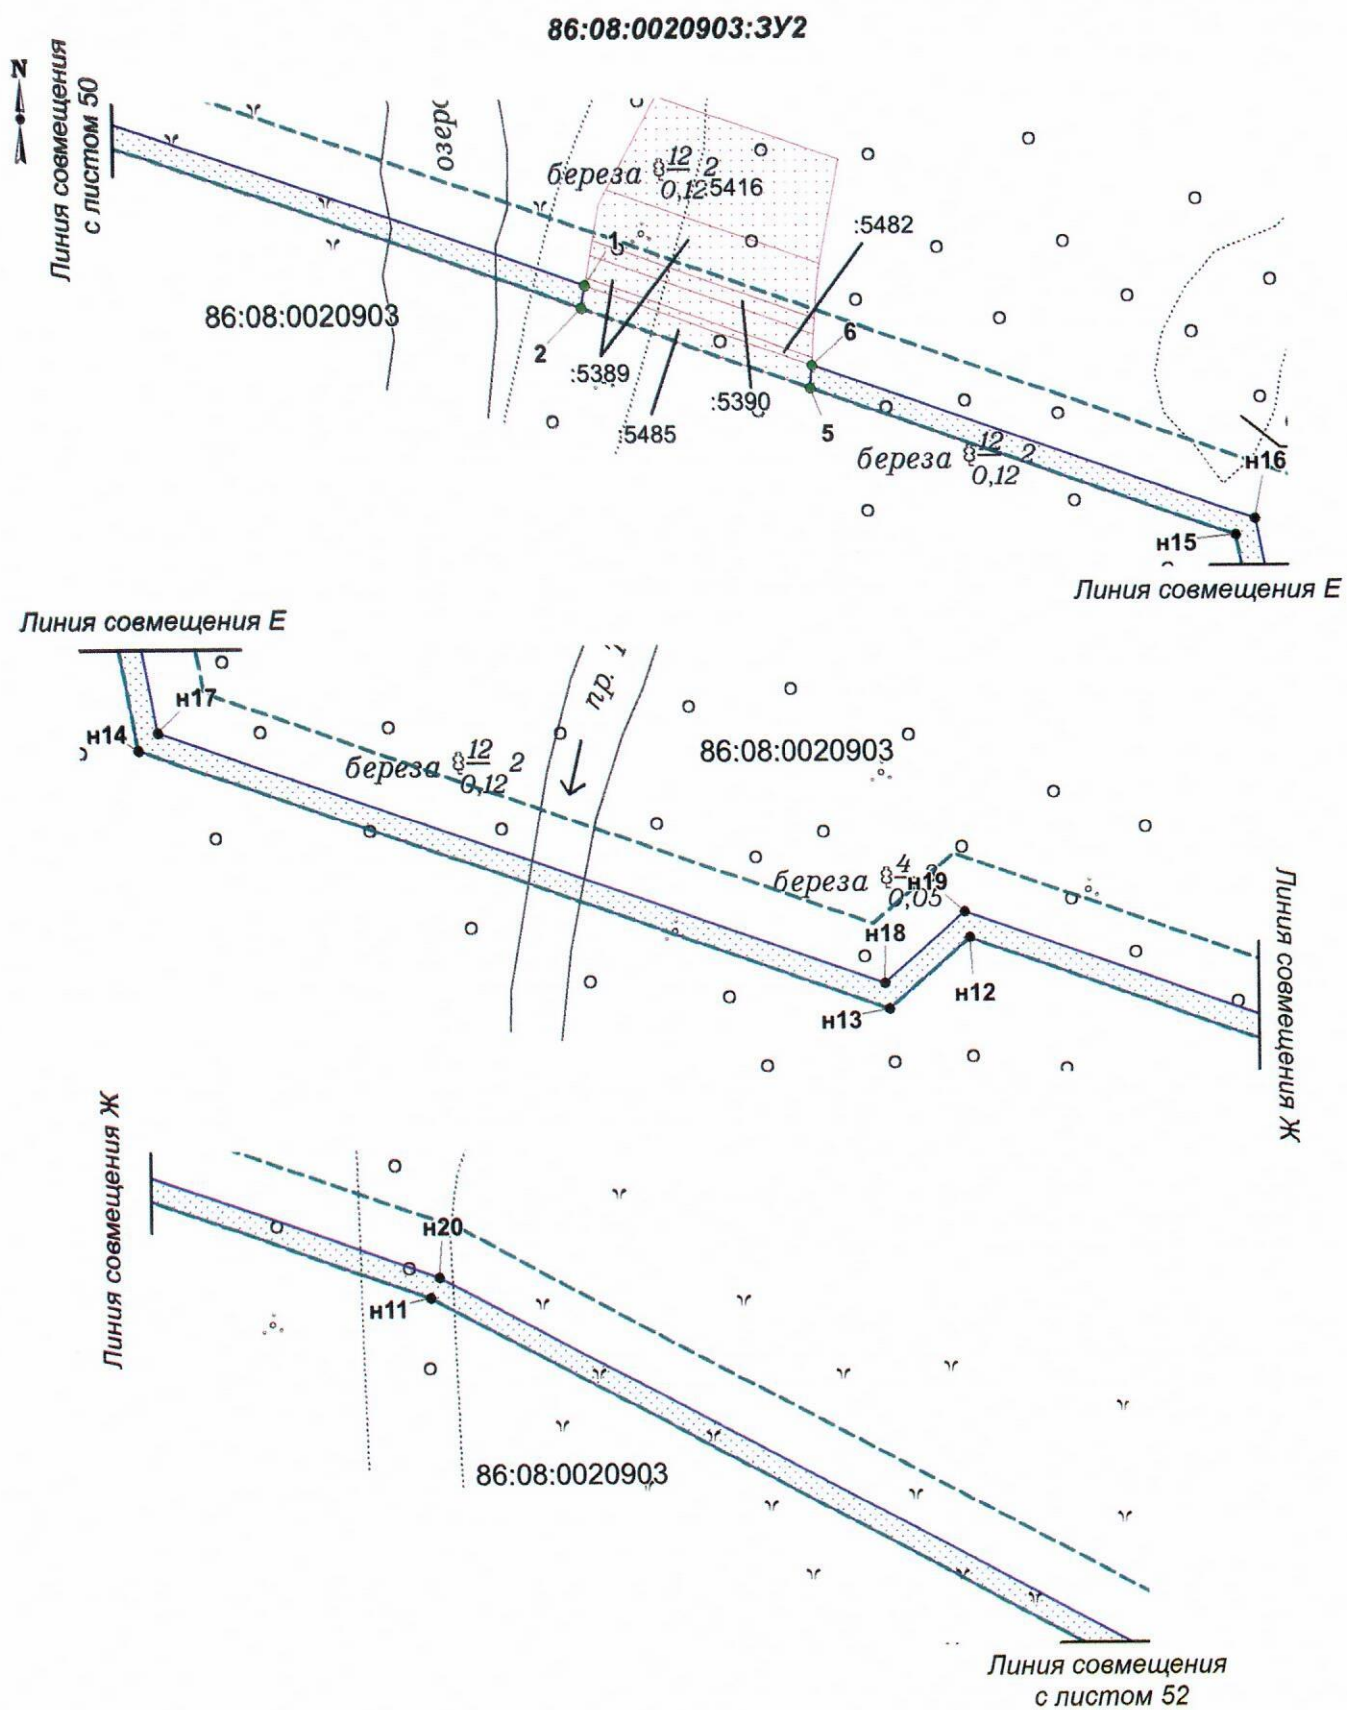 86:08:0020903:ЗУ2
N
Линия совмещения
с листом 50
озеро
береза 12 2
0,12
:5416
:5482
1
86:08:0020903
2
:5389
6
:5390
:5485
5
береза 12 2
0,12
н16
н15
Линия совмещения Е
Линия совмещения Е
н17
н14
береза 12 2
0,12
пр.
86:08:0020903
береза 4
0,05
н19
н18
н12
н13
Линия совмещения Ж
Линия совмещения Ж
н20
н11
86:08:0020903
Линия совмещения
с листом 52